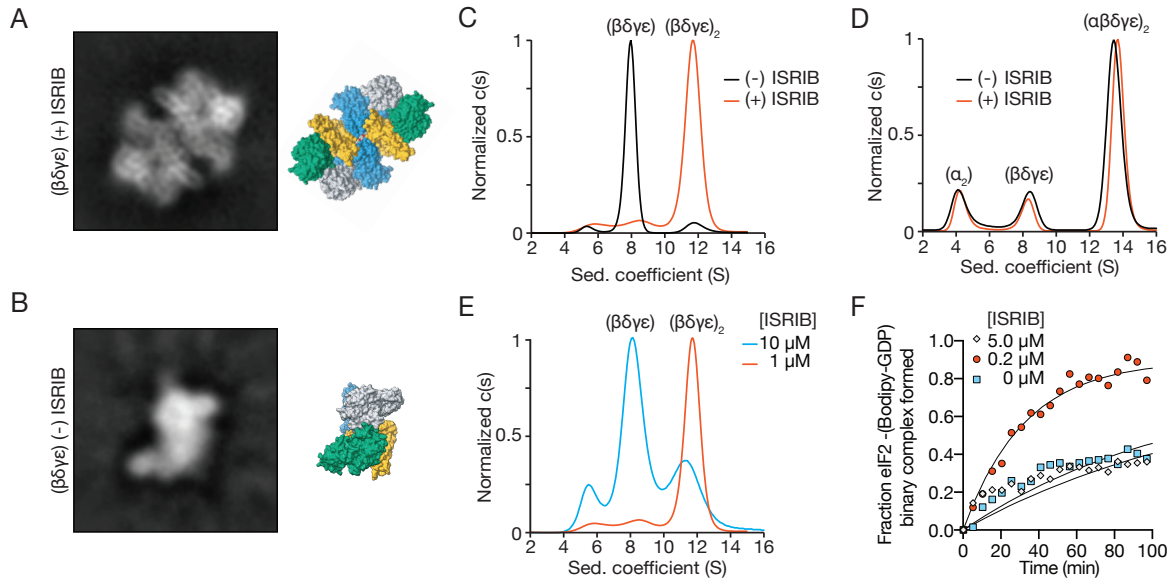 A
(βδγε) (+) ISRIB
B
(βδγε) (-) ISRIB
C
(βδγε)
(βδγε)₂
(-) ISRIB
(+) ISRIB
Normalized c(s)
1
0.5
0
2 4 6 8 10 12 14 16
Sed. coefficient (S)
D
(αβδγε)₂
(-) ISRIB
(+) ISRIB
(α₂)
(βδγε)
Normalized c(s)
1
0.5
0
2 4 6 8 10 12 14 16
Sed. coefficient (S)
E
(βδγε)
(βδγε)₂
[ISRIB]
10 µM
1 µM
Normalized c(s)
1
0.5
0
2 4 6 8 10 12 14 16
Sed. coefficient (S)
F
[ISRIB]
5.0 µM
0.2 µM
0 µM
Fraction eIF2 -(Bodipy-GDP)
binary complex formed
1.0
0.8
0.6
0.4
0.2
0.0
0 20 40 60 80 100
Time (min)